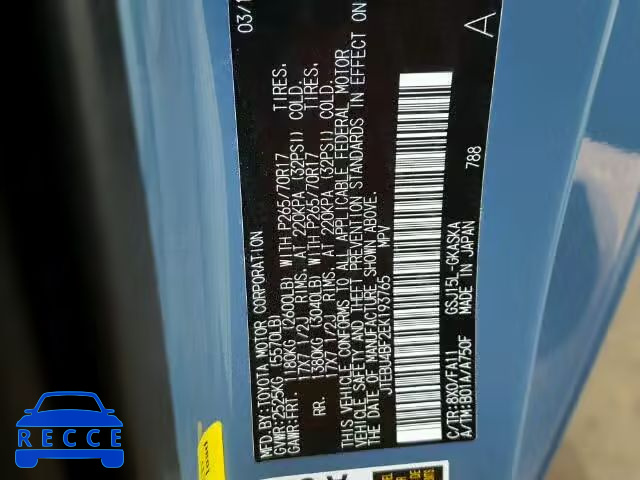 03/1
MFD.BY:TOYOTA MOTOR CORPORATION
GVWR:2525KG(5570LB)
GAWR:FRT. 1180KG(2600LB) WITH P265/70R17 TIRES,
17X7 1/2J RIMS, AT 220KPA (32PSI) COLD.
RR. 1380KG(3040LB) WITH P265/70R17 TIRES,
17X7 1/2J RIMS, AT 220KPA (32PSI) COLD.
THIS VEHICLE CONFORMS TO ALL APPLICABLE FEDERAL MOTOR
VEHICLE SAFETY AND THEFT PREVENTION STANDARDS IN EFFECT ON
THE DATE OF MANUFACTURE SHOWN ABOVE.
JTEBU4BF2EK193765 MPV
A
C/TR:8X0/FA11 GSJ15L-GKASKA
A/TM:B01A/A750F MADE IN JAPAN 788
RECCE